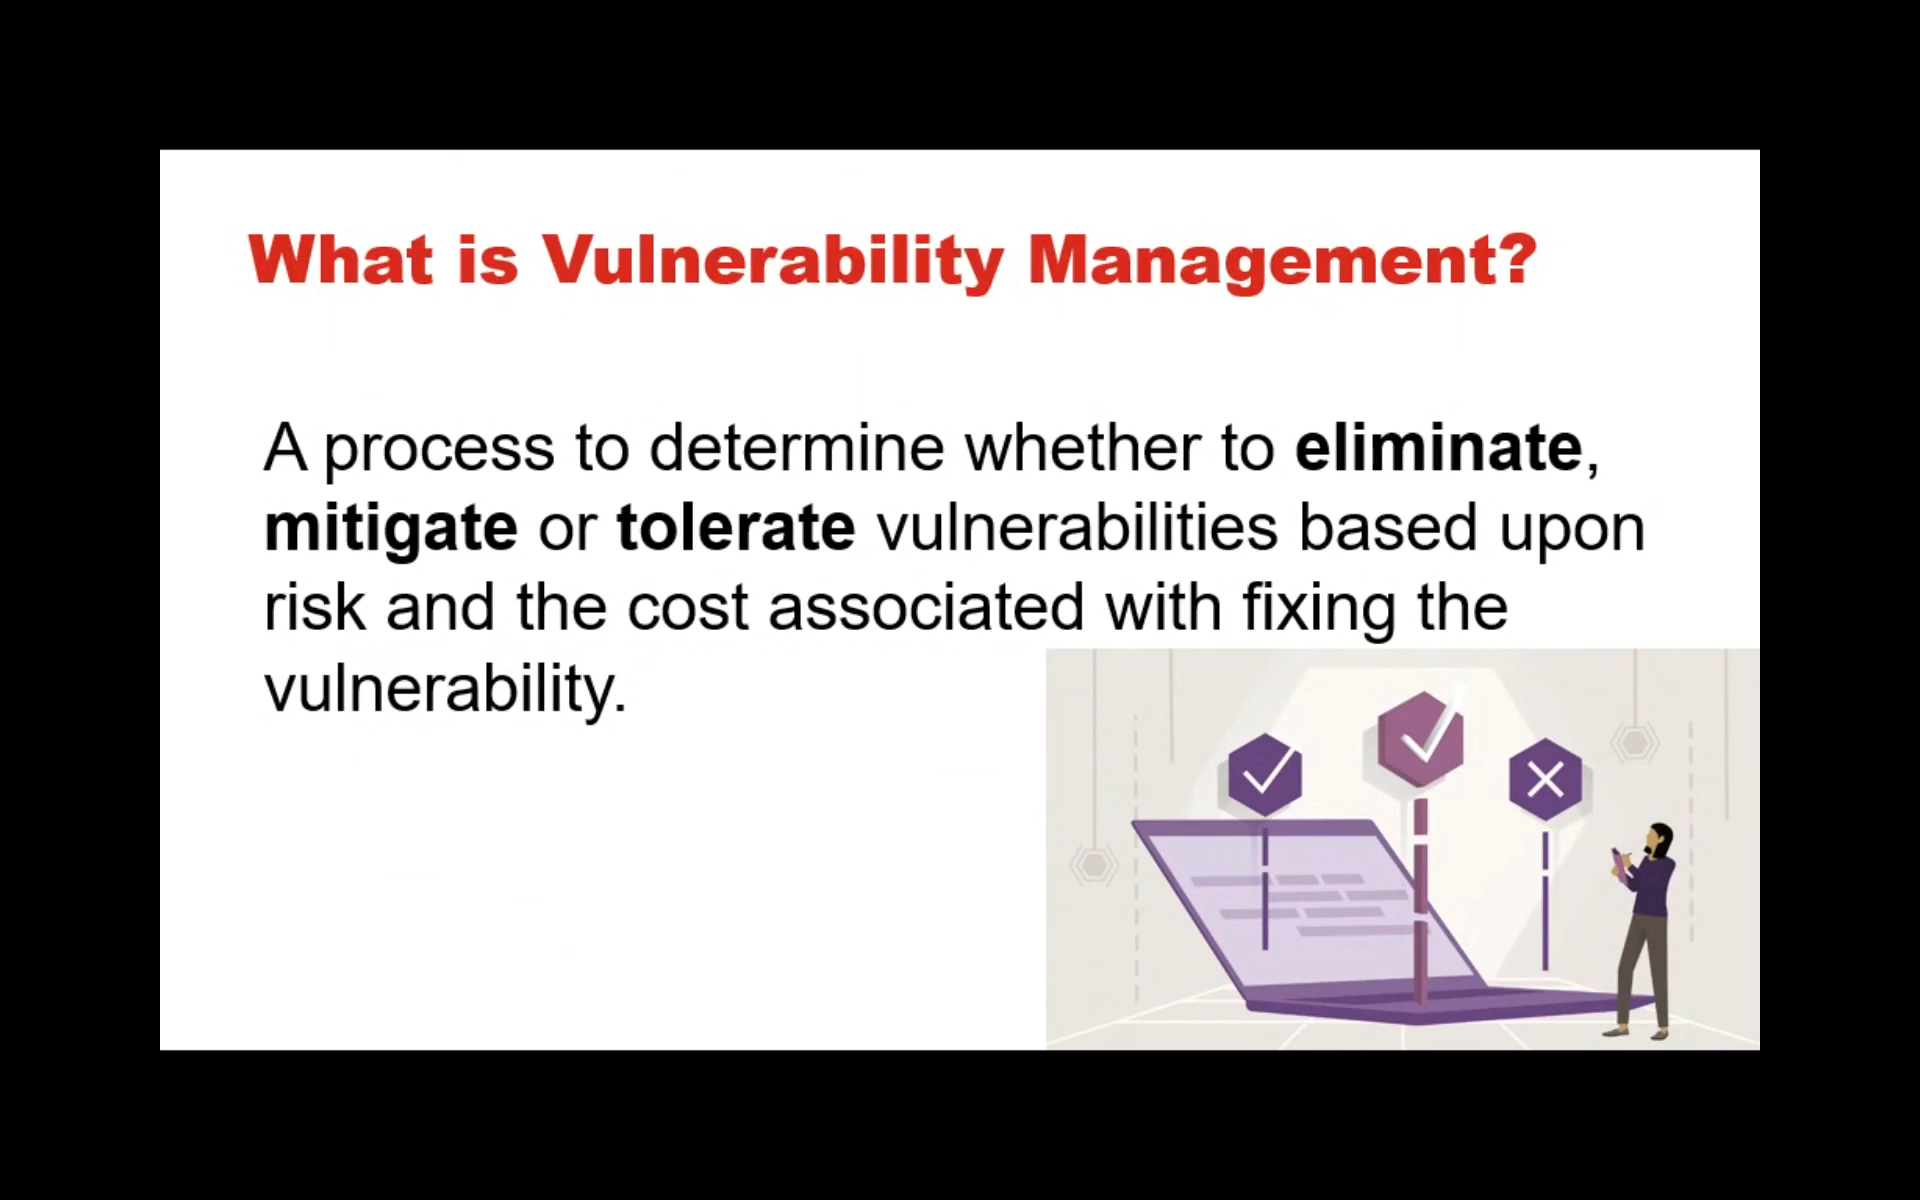 What is Vulnerability Management?
A process to determine whether to eliminate,
mitigate or tolerate vulnerabilities based upon
risk and the cost associated with fixing the
vulnerability.